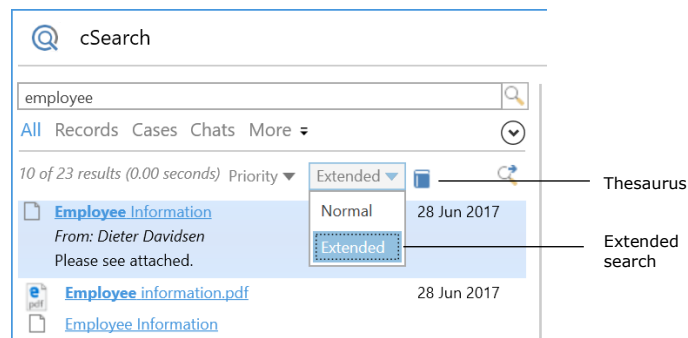 cSearch
employee
All Records Cases Chats More
10 of 23 results (0.00 seconds) Priority Extended
Thesaurus
Normal
Extended
Extended
search
Employee Information 28 Jun 2017
From: Dieter Davidsen
Please see attached.
pdf
Employee information.pdf 28 Jun 2017
Employee Information